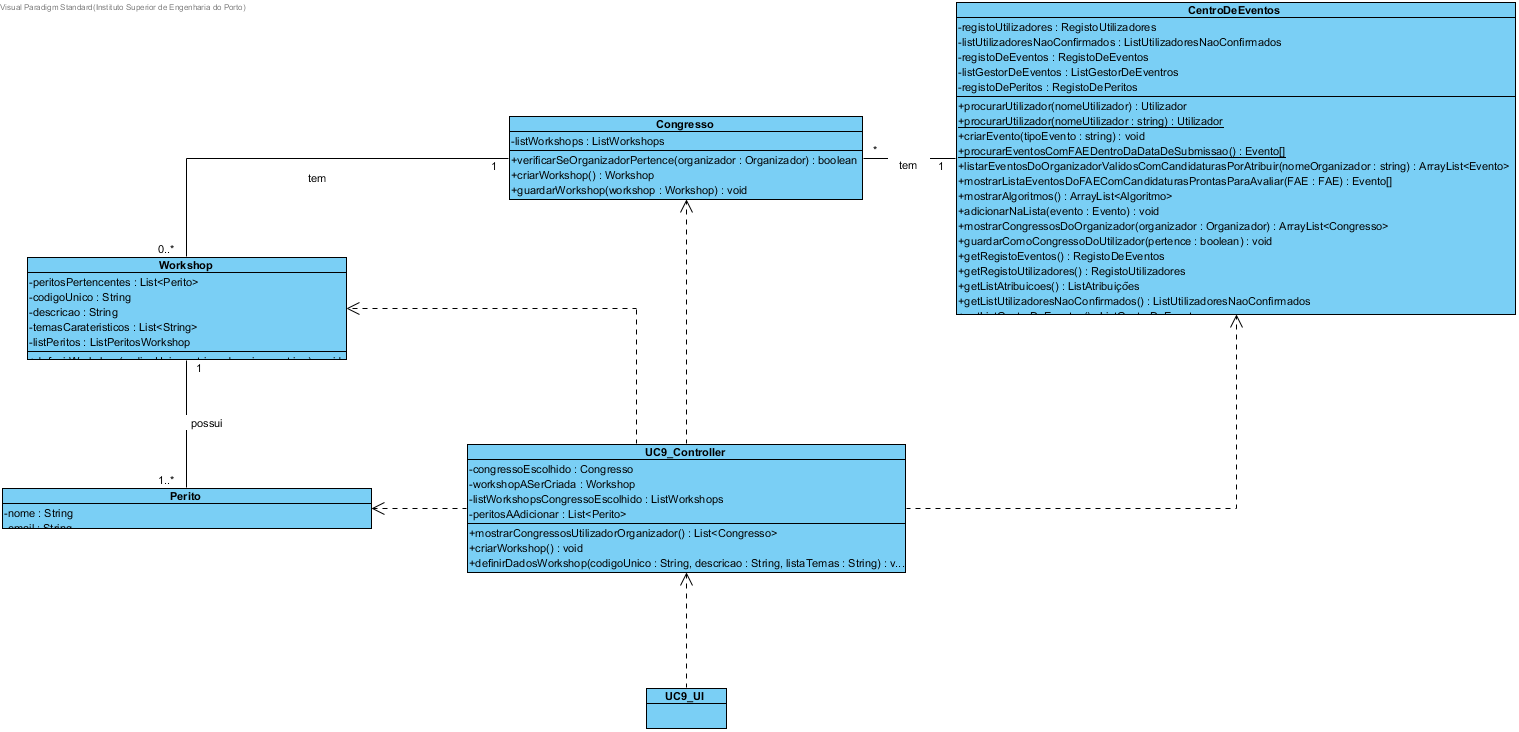 Visual Paradigm Standard(Instituto Superior de Engenharia do Porto)
CentroDeEventos
-registoUtilizadores : RegistoUtilizadores
-listUtilizadoresNaoConfirmados : ListUtilizadoresNaoConfirmados
-registoDeEventos : RegistoDeEventos
-listGestorDeEventos : ListGestorDeEventros
-registoDePeritos : RegistoDePeritos
+procurarUtilizador(nomeUtilizador) : Utilizador
+procurarUtilizador(nomeUtilizador : string) : Utilizador
+criarEvento(tipoEvento : string) : void
+procurarEventosComFAEDentroDaDataDeSubmissao() : Evento[]
+listarEventosDoOrganizadorValidosComCandidaturasPorAtribuir(nomeOrganizador : string) : ArrayList<Evento>
+mostrarListaEventosDoFAEComCandidaturasProntasParaAvaliar(FAE : FAE) : Evento[]
+mostrarAlgoritmos() : ArrayList<Algoritmo>
+adicionarNaLista(evento : Evento) : void
+mostrarCongressosDoOrganizador(organizador : Organizador) : ArrayList<Congresso>
+guardarComoCongressoDoUtilizador(pertence : boolean) : void
+getRegistoEventos() : RegistoDeEventos
+getRegistoUtilizadores() : RegistoUtilizadores
+getListAtribuicoes() : ListAtribuições
+getListUtilizadoresNaoConfirmados() : ListUtilizadoresNaoConfirmados
Congresso
-listWorkshops : ListWorkshops
+verificarSeOrganizadorPertence(organizador : Organizador) : boolean
+criarWorkshop() : Workshop
+guardarWorkshop(workshop : Workshop) : void
*
tem
1
1
tem
0..*
Workshop
-peritosPertencentes : List<Perito>
-codigoUnico : String
-descricao : String
-temasCarateristicos : List<String>
-listPeritos : ListPeritosWorkshop
1
possui
1..*
Perito
-nome : String
-email : String
UC9_Controller
-congressoEscolhido : Congresso
-workshopASerCriada : Workshop
-listWorkshopsCongressoEscolhido : ListWorkshops
-peritosAAdicionar : List<Perito>
+mostrarCongressosUtilizadorOrganizador() : List<Congresso>
+criarWorkshop() : void
+definirDadosWorkshop(codigoUnico : String, descricao : String, listaTemas : String) : v...
UC9_UI